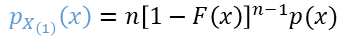 p_{X_{(1)}}(x) = n[1 − F(x)]^{n−1}p(x)